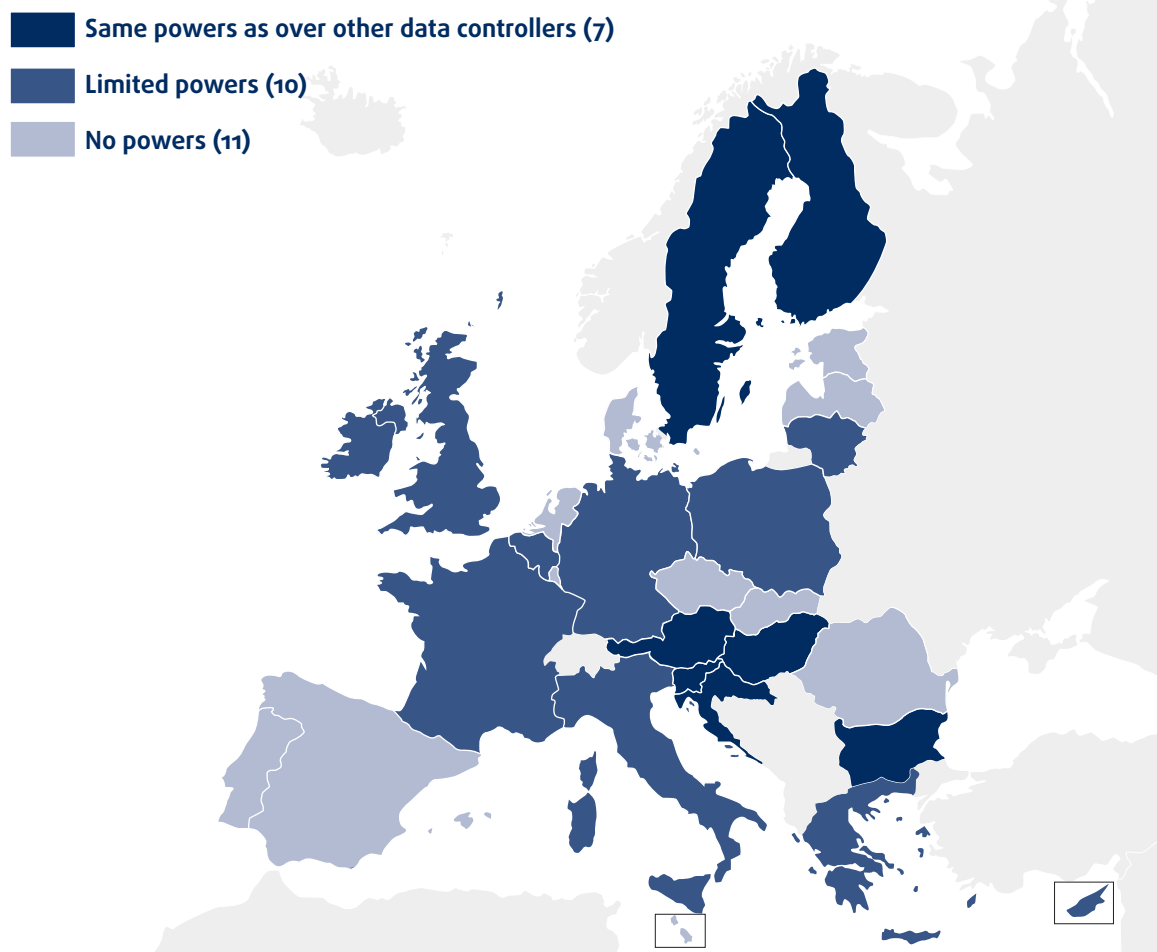 Same powers as over other data controllers (7)
Limited powers (10)
No powers (11)